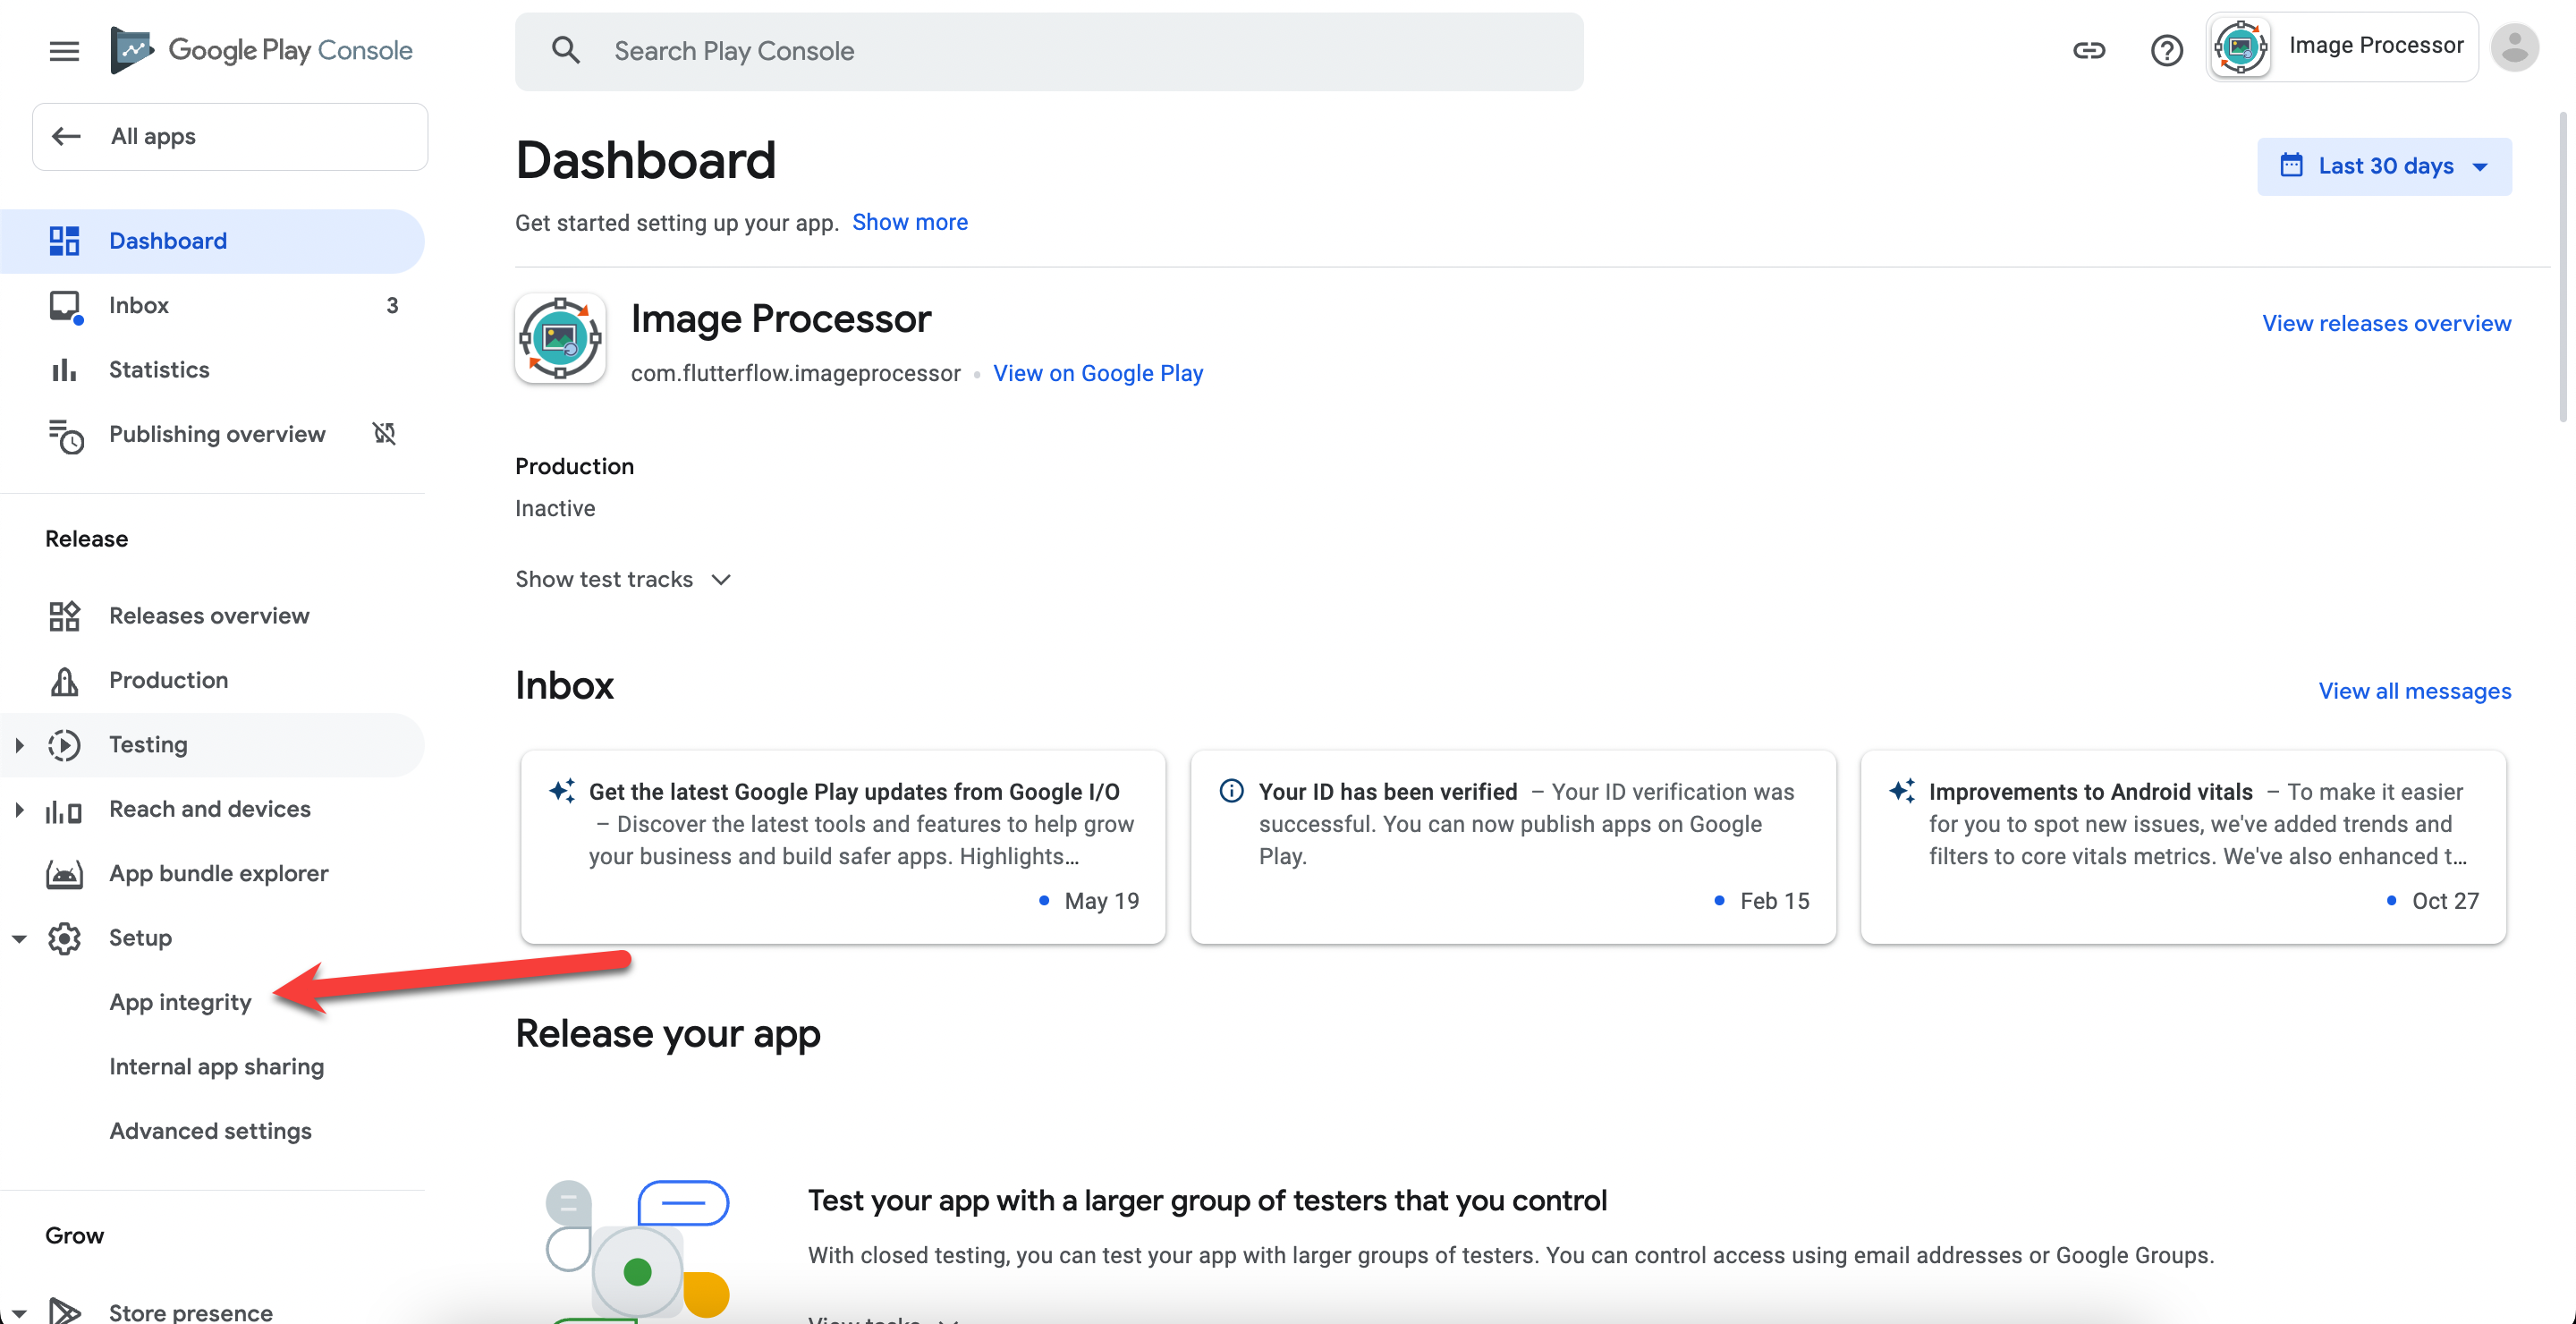 Google Play Console
Search Play Console
Image Processor
All apps
Dashboard
Inbox 3
Statistics
Publishing overview
Release
Releases overview
Production
Testing
Reach and devices
App bundle explorer
Setup
App integrity
Internal app sharing
Advanced settings
Grow
Store presence
Dashboard
Last 30 days
Get started setting up your app. Show more
Image Processor
View releases overview
com.flutterflow.imageprocessor • View on Google Play
Production
Inactive
Show test tracks
Inbox
View all messages
Get the latest Google Play updates from Google I/O
– Discover the latest tools and features to help grow
your business and build safer apps. Highlights...
• May 19
Your ID has been verified – Your ID verification was
successful. You can now publish apps on Google
Play.
• Feb 15
Improvements to Android vitals – To make it easier
for you to spot new issues, we've added trends and
filters to core vitals metrics. We've also enhanced t...
• Oct 27
Release your app
Test your app with a larger group of testers that you control
With closed testing, you can test your app with larger groups of testers. You can control access using email addresses or Google Groups.
View tasks